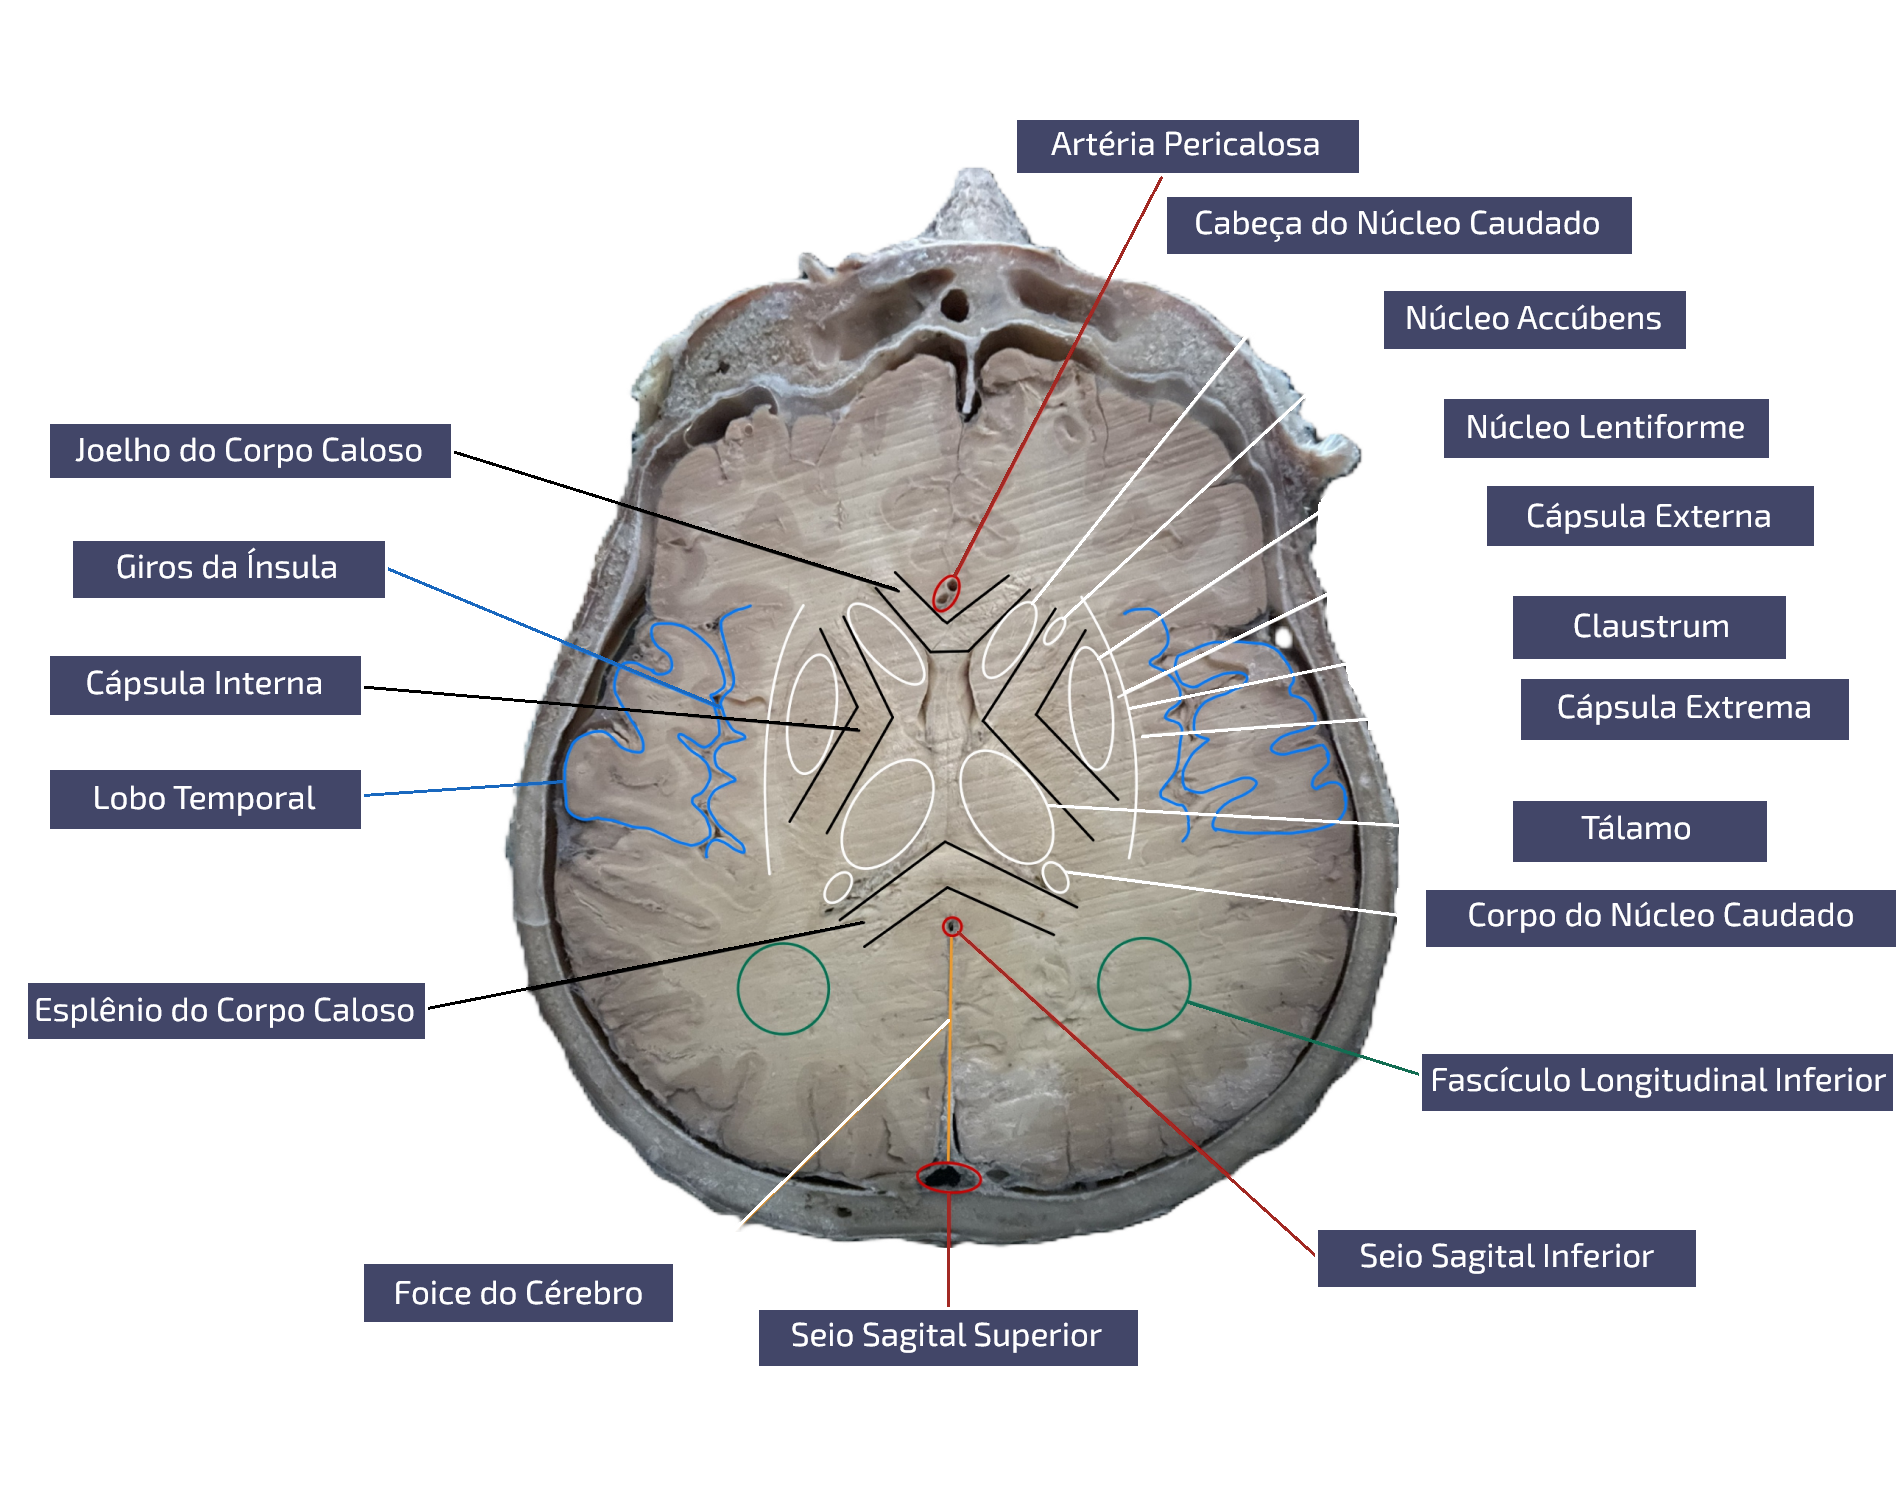 Artéria Pericalosa
Cabeça do Núcleo Caudado
Núcleo Accúbens
Núcleo Lentiforme
Cápsula Externa
Claustrum
Cápsula Extrema
Tálamo
Corpo do Núcleo Caudado
Fascículo Longitudinal Inferior
Seio Sagital Inferior
Seio Sagital Superior
Foice do Cérebro
Joelho do Corpo Caloso
Giros da Ínsula
Cápsula Interna
Lobo Temporal
Esplênio do Corpo Caloso